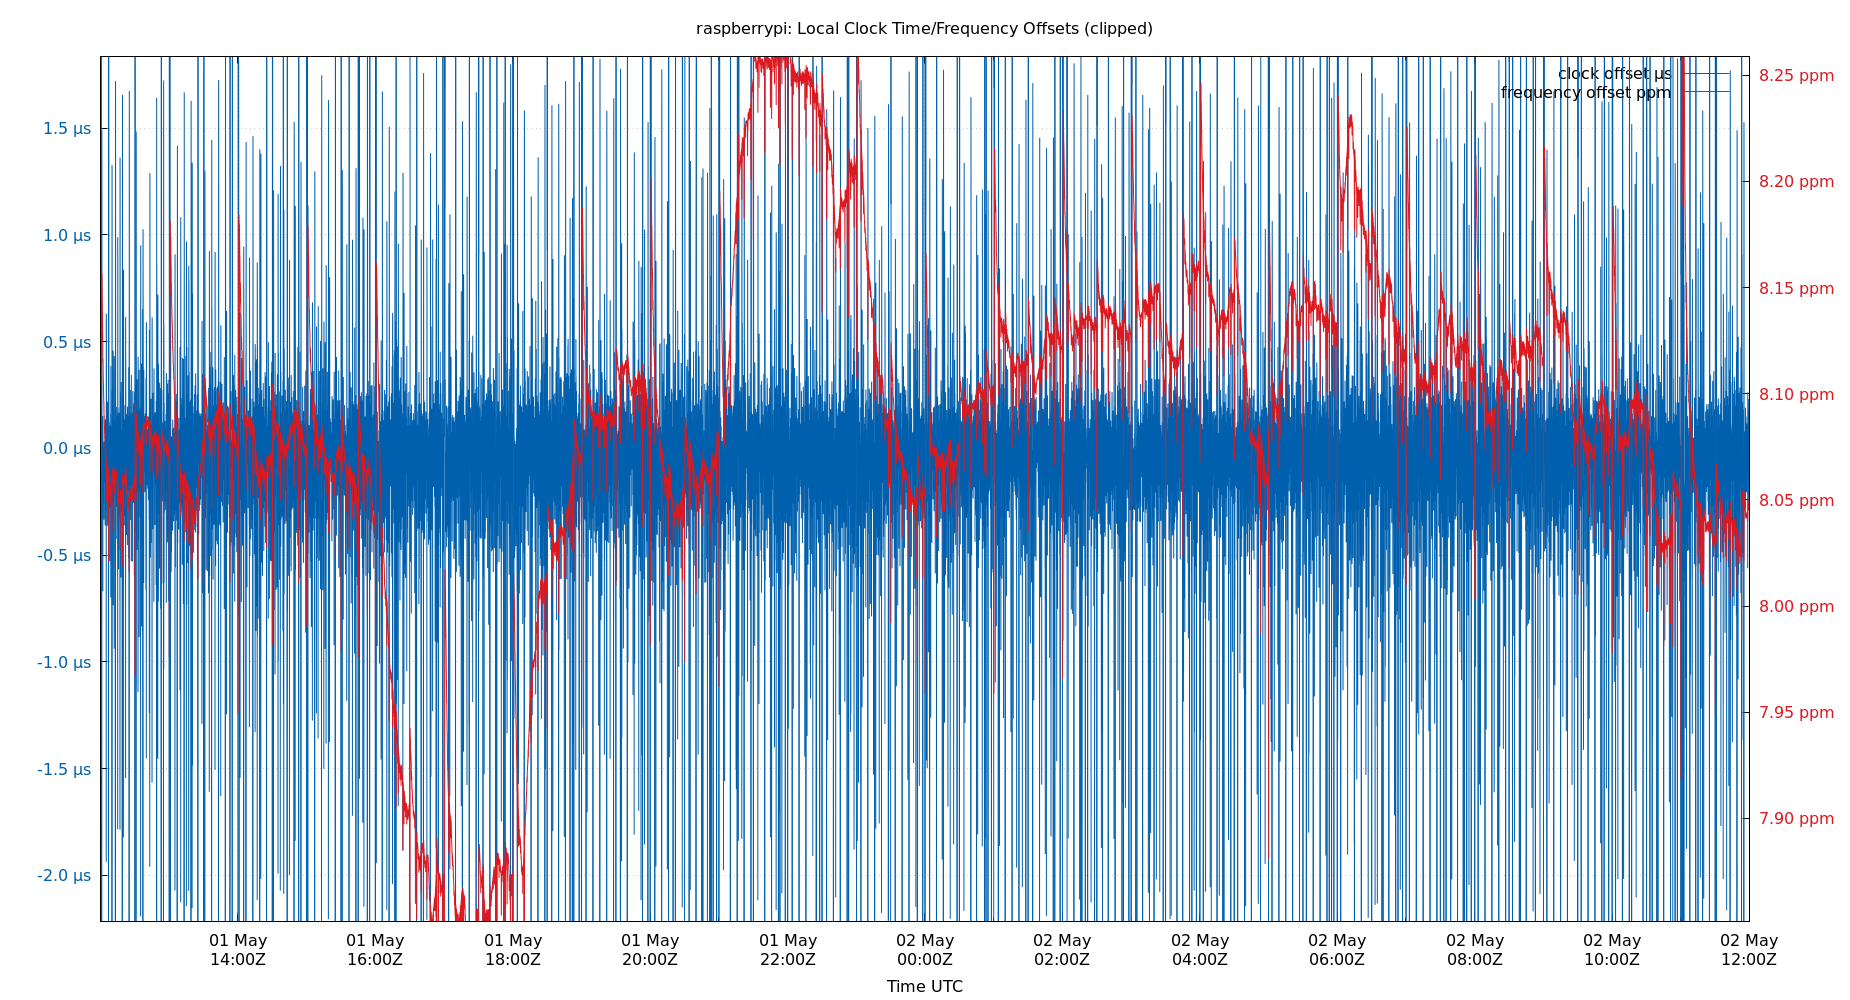 raspberrypi: Local Clock Time/Frequency Offsets (clipped)
clock offset µs
frequency offset ppm
1.5 µs
1.0 µs
0.5 µs
0.0 µs
-0.5 µs
-1.0 µs
-1.5 µs
-2.0 µs
8.25 ppm
8.20 ppm
8.15 ppm
8.10 ppm
8.05 ppm
8.00 ppm
7.95 ppm
7.90 ppm
01 May 01 May 01 May 01 May 01 May 02 May 02 May 02 May 02 May 02 May 02 May 02 May
14:00Z 16:00Z 18:00Z 20:00Z 22:00Z 00:00Z 02:00Z 04:00Z 06:00Z 08:00Z 10:00Z 12:00Z
Time UTC